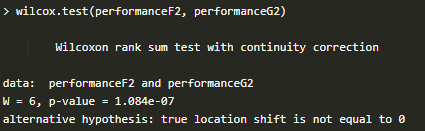 > wilcox.test(performanceF2, performanceG2)
Wilcoxon rank sum test with continuity correction
data:  performanceF2 and performanceG2
W = 6, p-value = 1.084e-07
alternative hypothesis: true location shift is not equal to 0